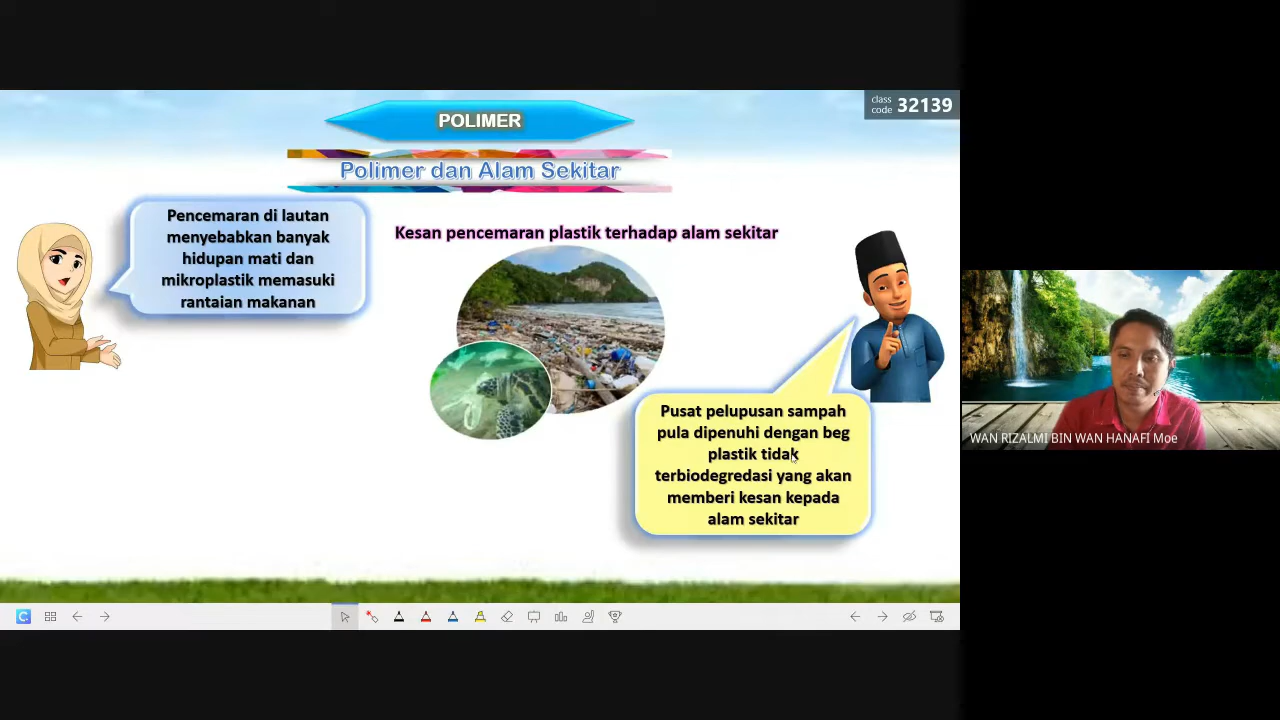 class
code 32139
POLIMER
Polimer dan Alam Sekitar
Pencemaran di lautan
menyebabkan banyak
hidupan mati dan
mikroplastik memasuki
rantaian makanan
Kesan pencemaran plastik terhadap alam sekitar
Pusat pelupusan sampah
pula dipenuhi dengan beg
plastik tidak
terbiodegredasi yang akan
memberi kesan kepada
alam sekitar
WAN RIZALMI BIN WAN HANAFI Moe